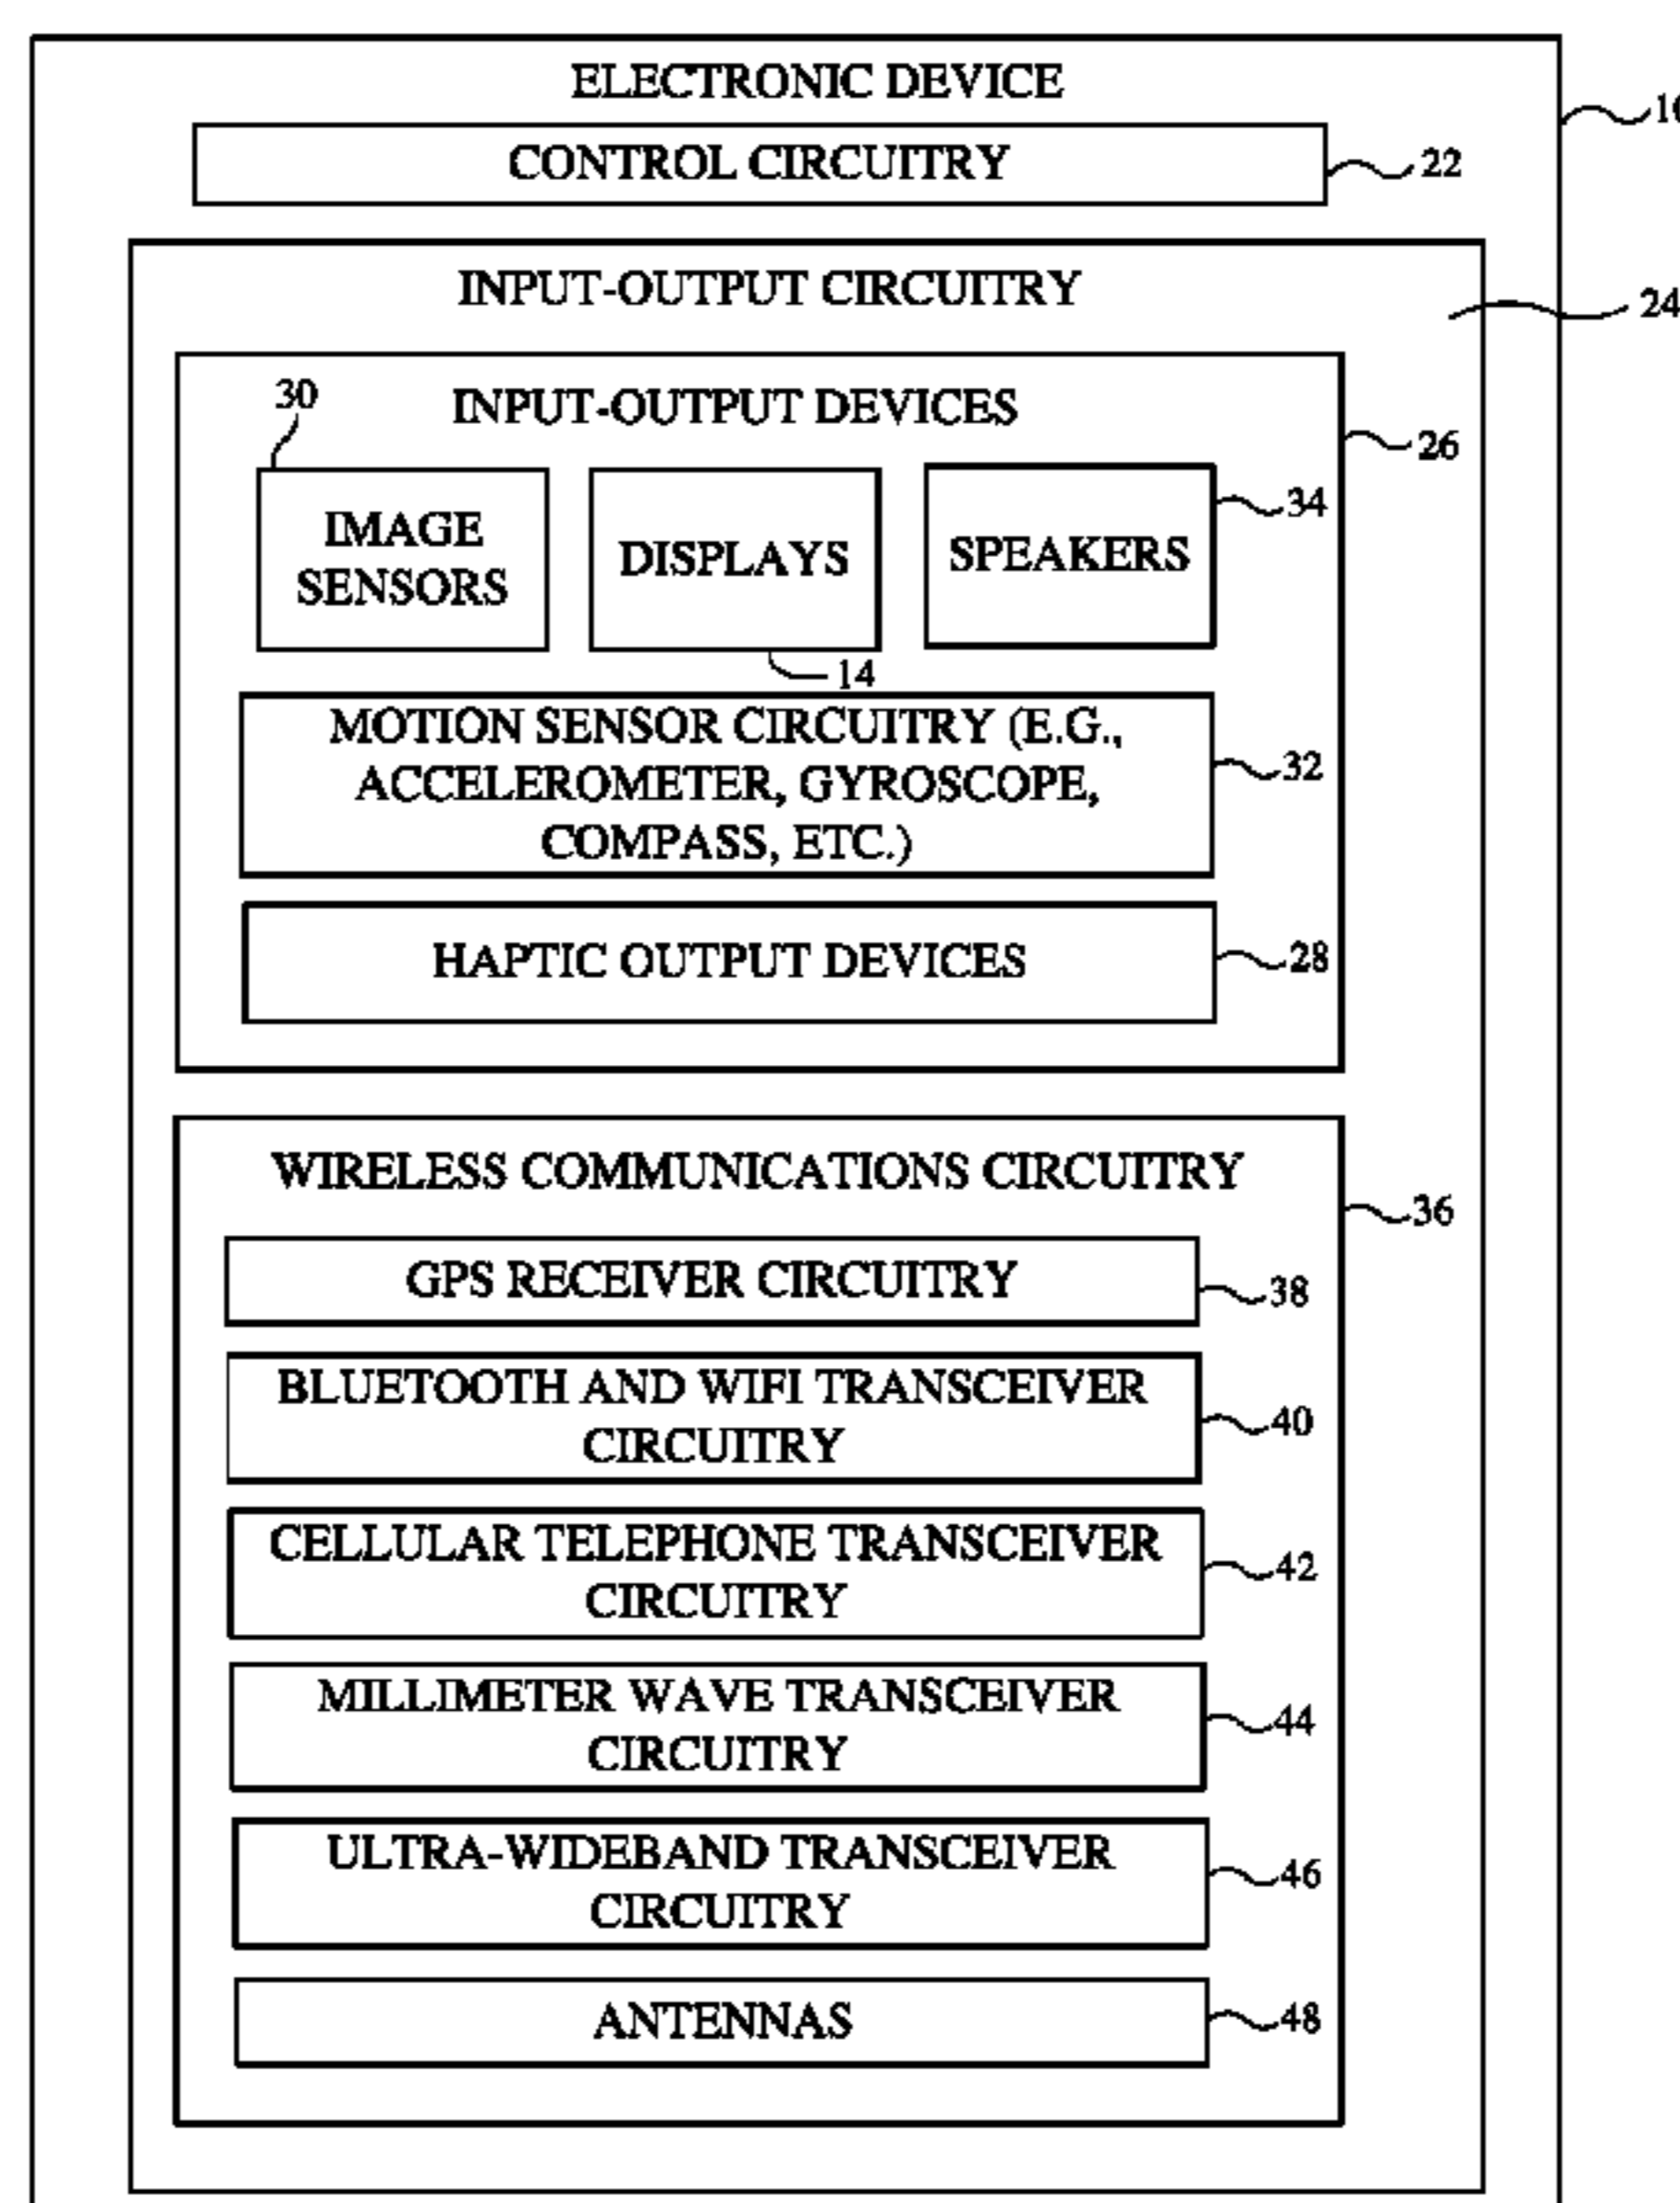 ELECTRONIC DEVICE
10
CONTROL CIRCUITRY
22
INPUT-OUTPUT CIRCUITRY
24
30
INPUT-OUTPUT DEVICES
26
IMAGE
SENSORS
DISPLAYS
SPEAKERS
34
14
MOTION SENSOR CIRCUITRY (E.G.,
ACCELEROMETER, GYROSCOPE,
COMPASS, ETC.)
32
HAPTIC OUTPUT DEVICES
28
WIRELESS COMMUNICATIONS CIRCUITRY
36
GPS RECEIVER CIRCUITRY
38
BLUETOOTH AND WIFI TRANSCEIVER
CIRCUITRY
40
CELLULAR TELEPHONE TRANSCEIVER
CIRCUITRY
42
MILLIMETER WAVE TRANSCEIVER
CIRCUITRY
44
ULTRA-WIDEBAND TRANSCEIVER
CIRCUITRY
46
ANTENNAS
48